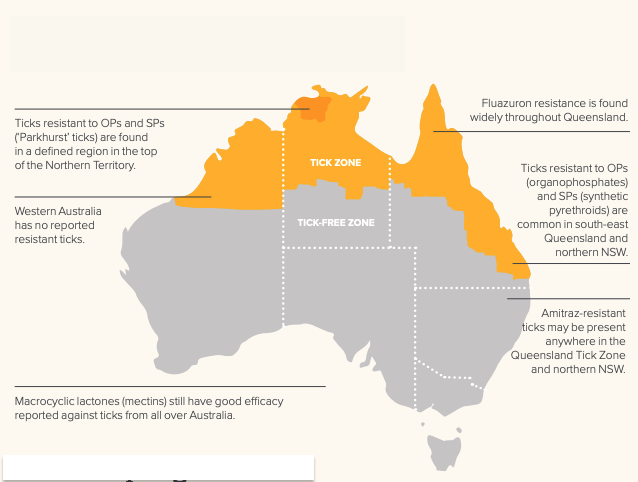 Ticks resistant to OPs and SPs
('Parkhurst' ticks) are found
in a defined region in the top
of the Northern Territory.
Western Australia
has no reported
resistant ticks.
TICK ZONE
TICK-FREE ZONE
Fluazuron resistance is found
widely throughout Queensland.
Ticks resistant to OPs
(organophosphates)
and SPs (synthetic
pyrethroids) are
common in south-east
Queensland and
northern NSW.
Amitraz-resistant
ticks may be present
anywhere in the
Queensland Tick Zone
and northern NSW.
Macrocyclic lactones (mectins) still have good efficacy
reported against ticks from all over Australia.